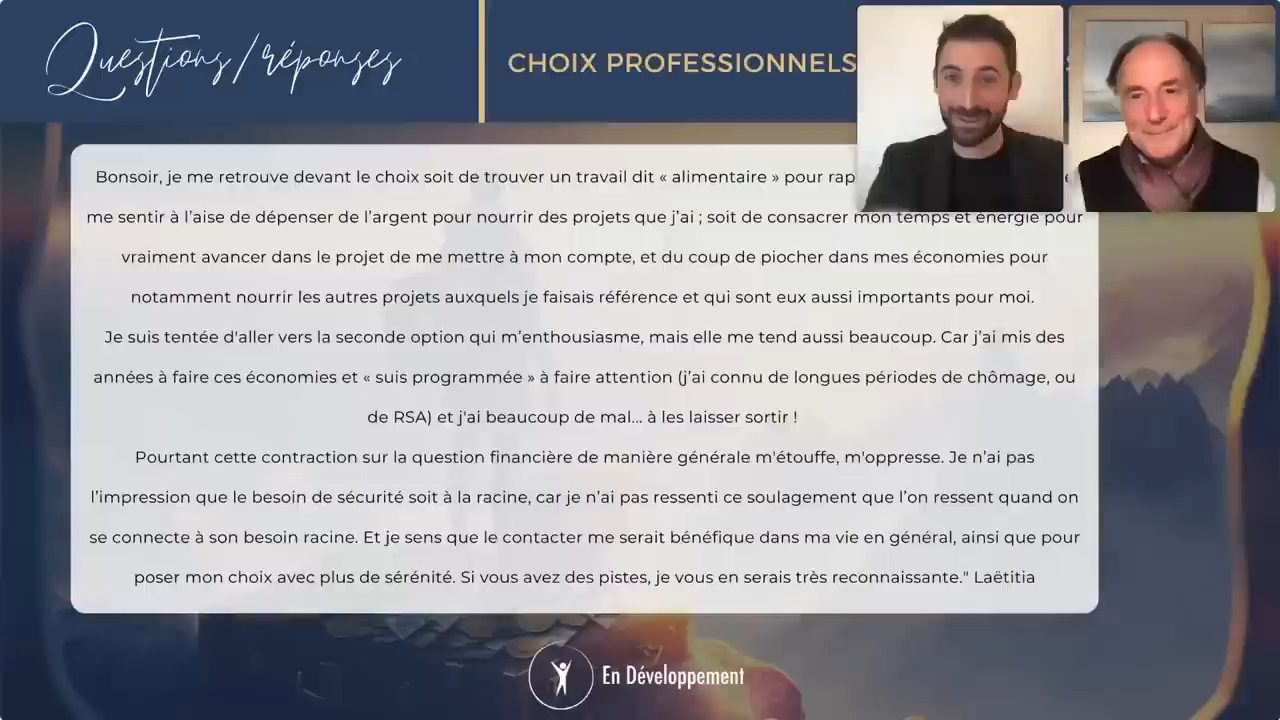 Questions/réponses
CHOIX PROFESSIONNELS
Bonsoir, je me retrouve devant le choix soit de trouver un travail dit « alimentaire » pour
me sentir à l’aise de dépenser de l’argent pour nourrir des projets que j’ai ; soit de consacrer mon temps et énergie pour
vraiment avancer dans le projet de me mettre à mon compte, et du coup de piocher dans mes économies pour
notamment nourrir les autres projets auxquels je faisais référence et qui sont eux aussi importants pour moi.
Je suis tentée d'aller vers la seconde option qui m’enthousiasme, mais elle me tend aussi beaucoup. Car j’ai mis des
années à faire ces économies et « suis programmée » à faire attention (j’ai connu de longues périodes de chômage, ou
de RSA) et j'ai beaucoup de mal... à les laisser sortir !
Pourtant cette contraction sur la question financière de manière générale m'étouffe, m'oppresse. Je n’ai pas
l’impression que le besoin de sécurité soit à la racine, car je n’ai pas ressenti ce soulagement que l’on ressent quand on
se connecte à son besoin racine. Et je sens que le contacter me serait bénéfique dans ma vie en général, ainsi que pour
poser mon choix avec plus de sérénité. Si vous avez des pistes, je vous en serais très reconnaissante." Laëtitia
En Développement